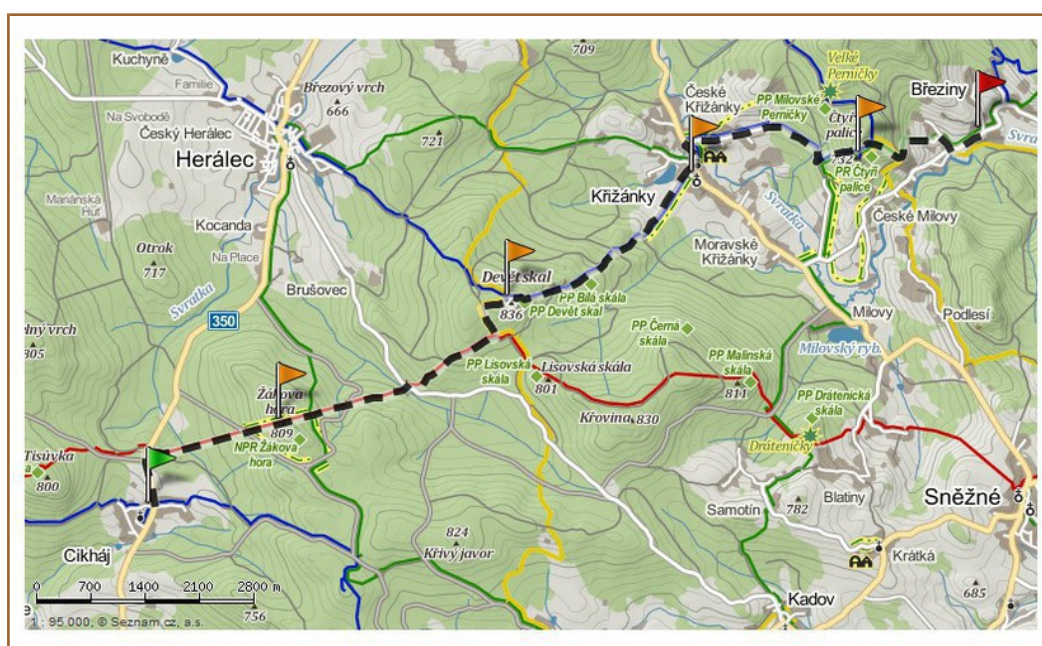 Kuchyně
Familie
Březový vrch
666
Na Svobodě
Český Herálec
Herálec
Mariánská
Huť
Kocanda
Otrok
717
Na Place
Brušovec
Svratka
350
805
721
709
Velké
Perničky
PP Milovské
Perničky
Březiny
České
Křižánky
Čtyři
palice
732
PR Čtyři
palice
Křižánky
České Milovy
Svratka
Moravské
Křižánky
Devět skal
836
PP Bílá skála
PP Devět skal
Milovy
Podlesí
Milovský ryb.
PP Černá
skála
PP Lisovská
skála
Lisovská skála
801
PP Malínská
skála
811
Křovina
830
PP Drátenická
skála
Dráteničky
Žákova
hora
809
NPR Žákova
hora
Tisůvka
800
Cikháj
824
Křivý javor
Samotín
782
Blatiny
Sněžné
Krátká
Kadov
685
756
0 700 1400 2100 2800 m
1 : 95 000, © Seznam.cz, a.s.